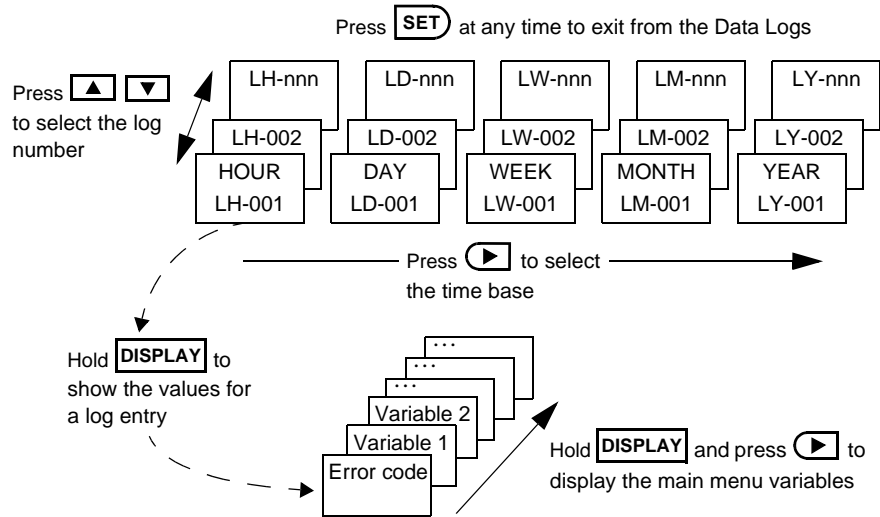 Press SET at any time to exit from the Data Logs
Press ▲ ▼
to select the log
number
LH-nnn LD-nnn LW-nnn LM-nnn LY-nnn
LH-002 LD-002 LW-002 LM-002 LY-002
HOUR DAY WEEK MONTH YEAR
LH-001 LD-001 LW-001 LM-001 LY-001
Press ► to select
the time base
Hold DISPLAY to
show the values for
a log entry
...
...
...
Variable 2
Variable 1
Error code
Hold DISPLAY and press ► to
display the main menu variables